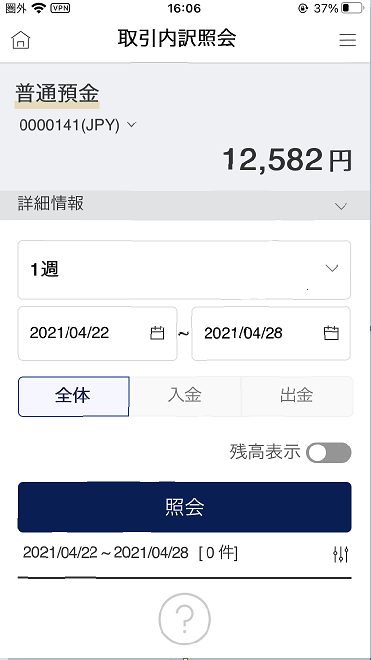 圏外 VPN 16:06 37%
取引内訳照会
普通預金
0000141(JPY)
12,582円
詳細情報
1週
2021/04/22 ~ 2021/04/28
全体 入金 出金
残高表示
照会
2021/04/22~2021/04/28 [0 件]
?